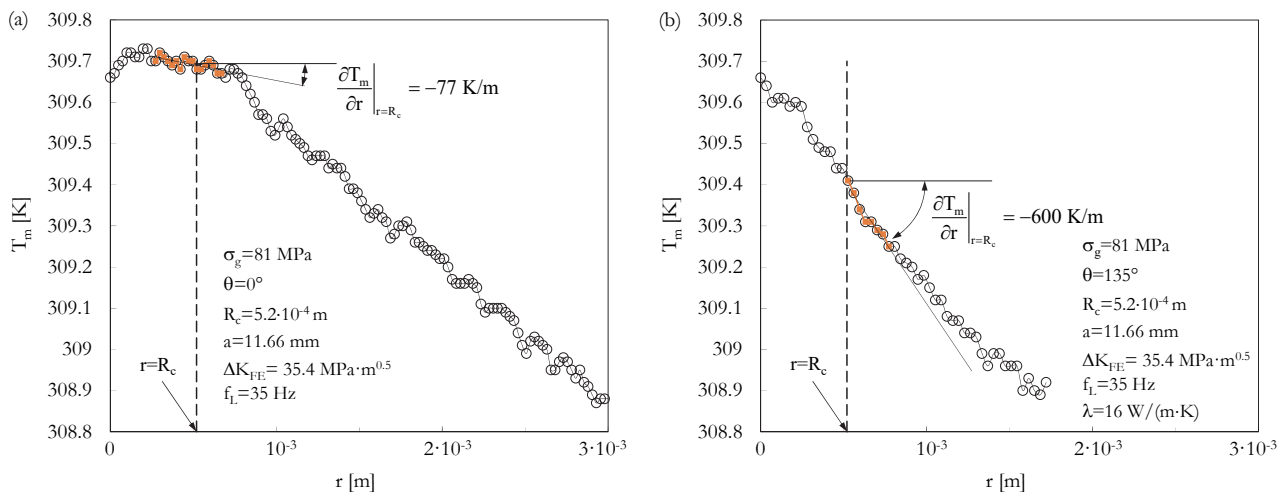 (a)
309.8
309.7
309.6
309.5
309.4
309.3
309.2
309.1
309
308.9
308.8
T_m [K]
∂T_m/∂r|_{r=R_c} = −77 K/m
σ_g=81 MPa
θ=0°
R_c=5.2·10^{-4} m
a=11.66 mm
ΔK_{FE}= 35.4 MPa·m^{0.5}
f_L=35 Hz
r=R_c
0 10^{-3} 2·10^{-3} 3·10^{-3}
r [m]
(b)
309.8
309.7
309.6
309.5
309.4
309.3
309.2
309.1
309
308.9
308.8
T_m [K]
∂T_m/∂r|_{r=R_c} = −600 K/m
σ_g=81 MPa
θ=135°
R_c=5.2·10^{-4} m
a=11.66 mm
ΔK_{FE}= 35.4 MPa·m^{0.5}
f_L=35 Hz
λ=16 W/(m·K)
r=R_c
0 10^{-3} 2·10^{-3} 3·10^{-3}
r [m]